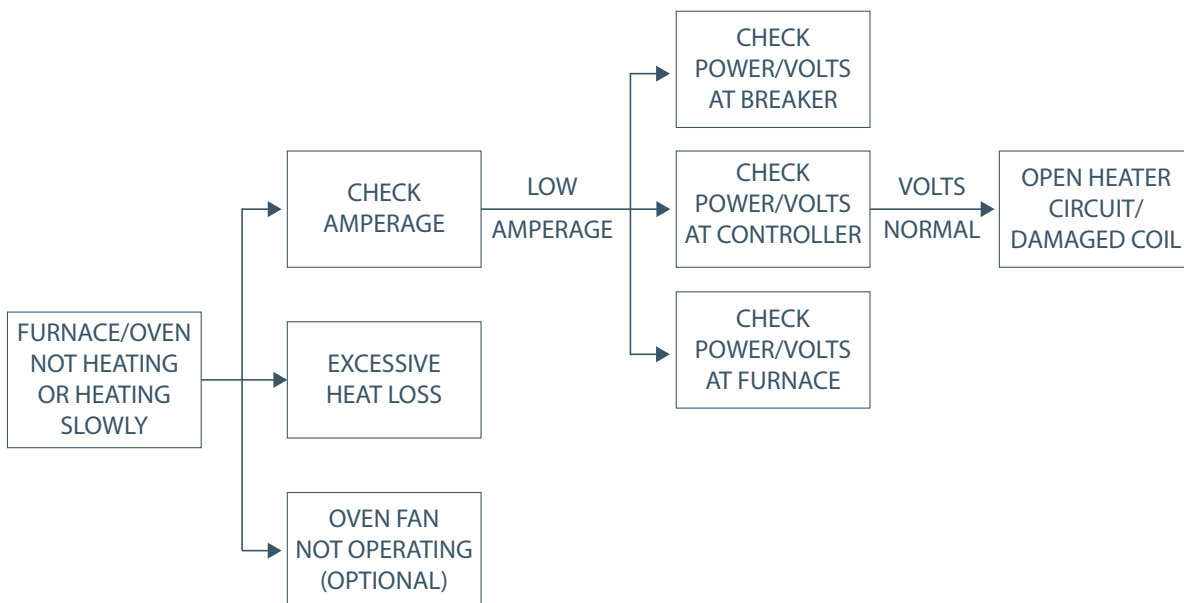 FURNACE/OVEN
NOT HEATING
OR HEATING
SLOWLY
CHECK
AMPERAGE
EXCESSIVE
HEAT LOSS
OVEN FAN
NOT OPERATING
(OPTIONAL)
LOW
AMPERAGE
CHECK
POWER/VOLTS
AT BREAKER
CHECK
POWER/VOLTS
AT CONTROLLER
CHECK
POWER/VOLTS
AT FURNACE
VOLTS
NORMAL
OPEN HEATER
CIRCUIT/
DAMAGED COIL